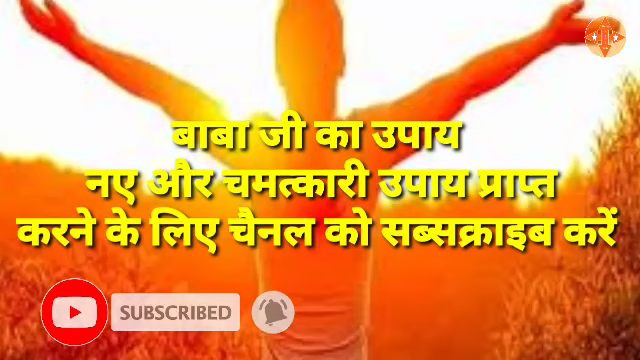 बाबा जी का उपाय
नए और चमत्कारी उपाय प्राप्त
करने के लिए चैनल को सब्सक्राइब करें
SUBSCRIBED